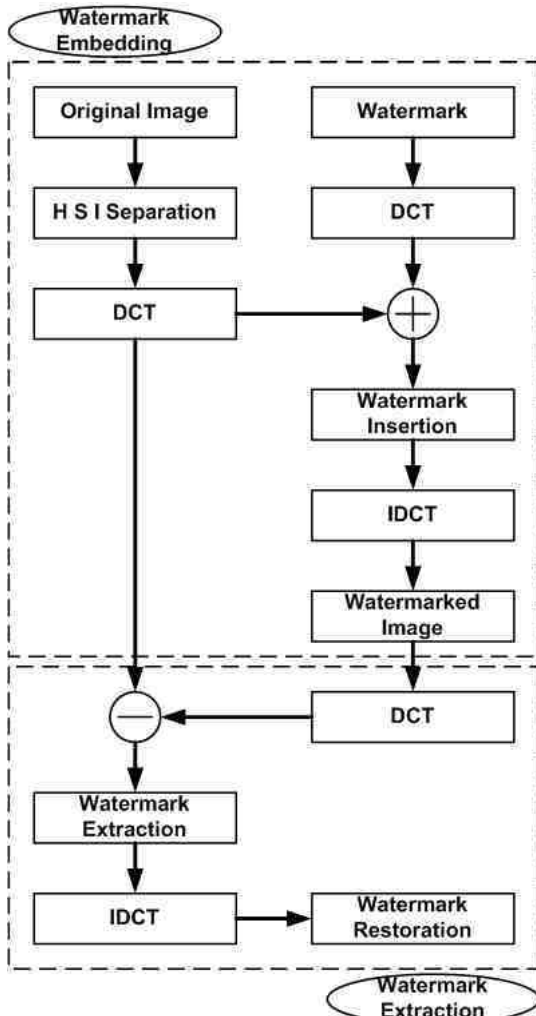 Watermark
Embedding
Original Image
Watermark
H S I Separation
DCT
DCT
Watermark
Insertion
IDCT
Watermarked
Image
DCT
Watermark
Extraction
IDCT
Watermark
Restoration
Watermark
Extraction